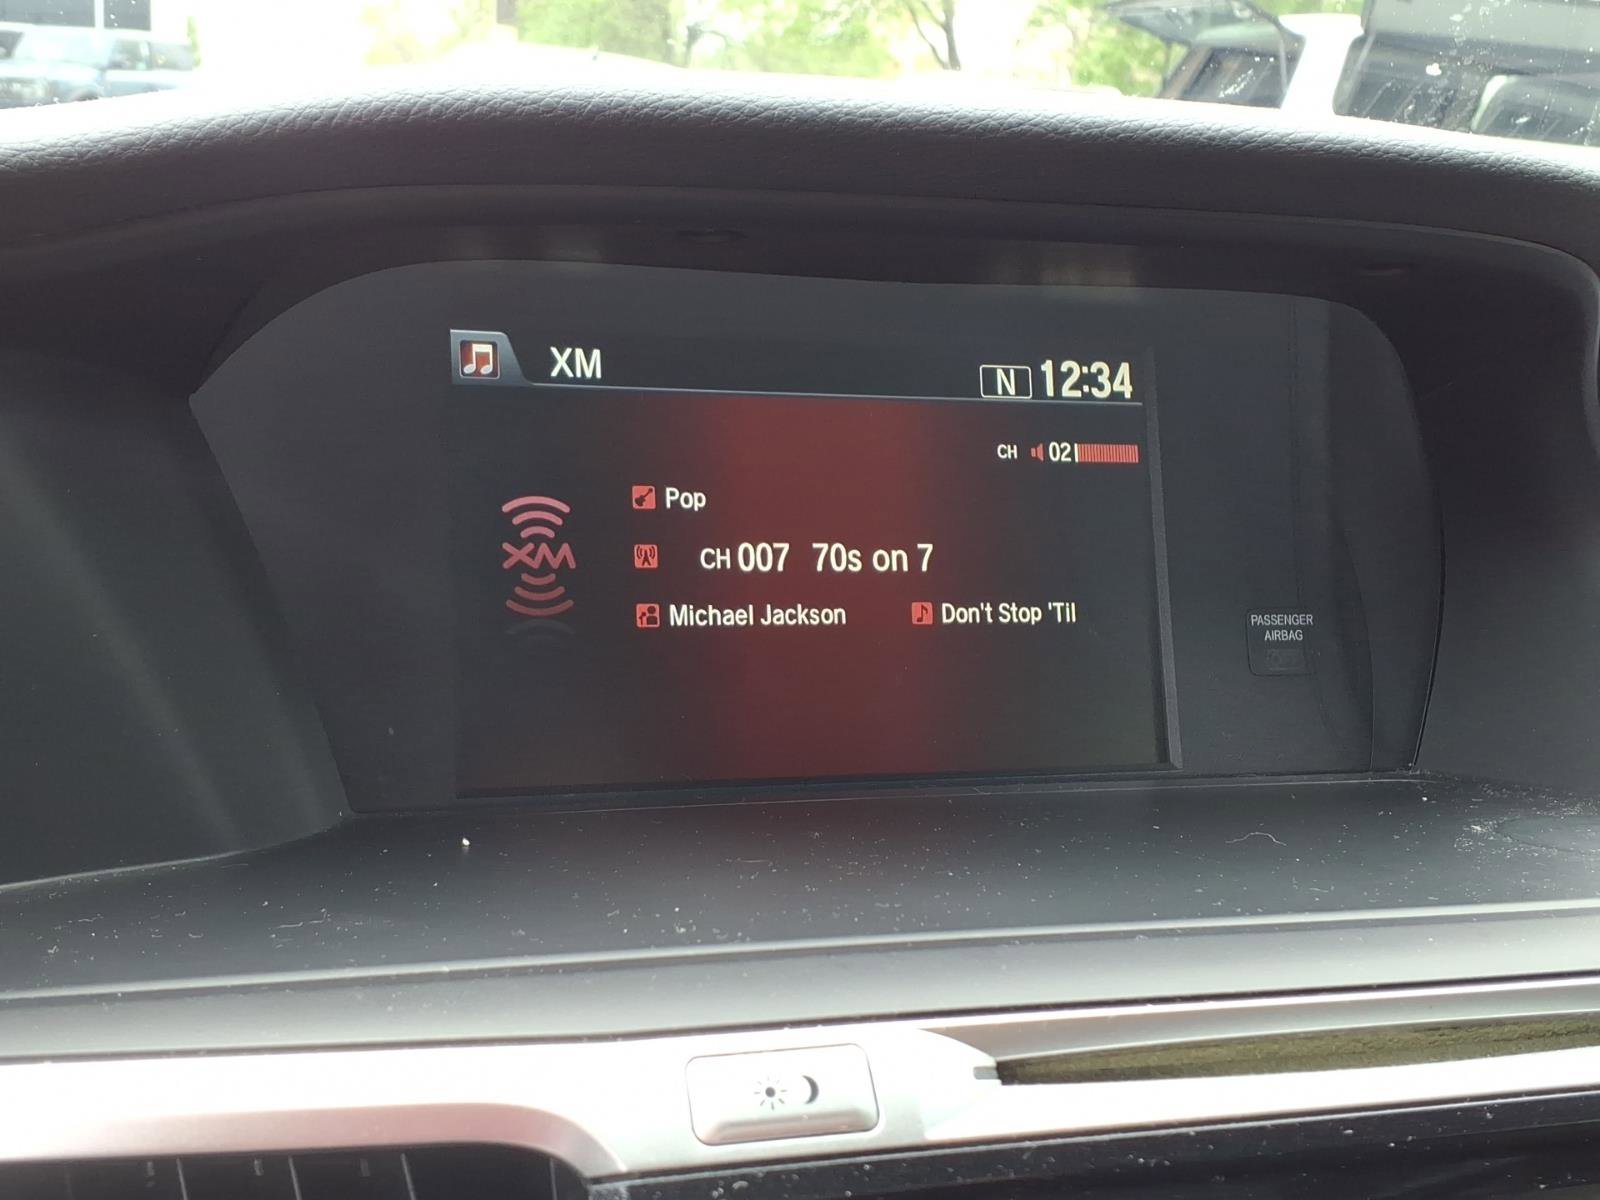 XM
N 12:34
CH 02
Pop
XM
CH 007 70s on 7
Michael Jackson Don't Stop 'Til
PASSENGER
AIRBAG